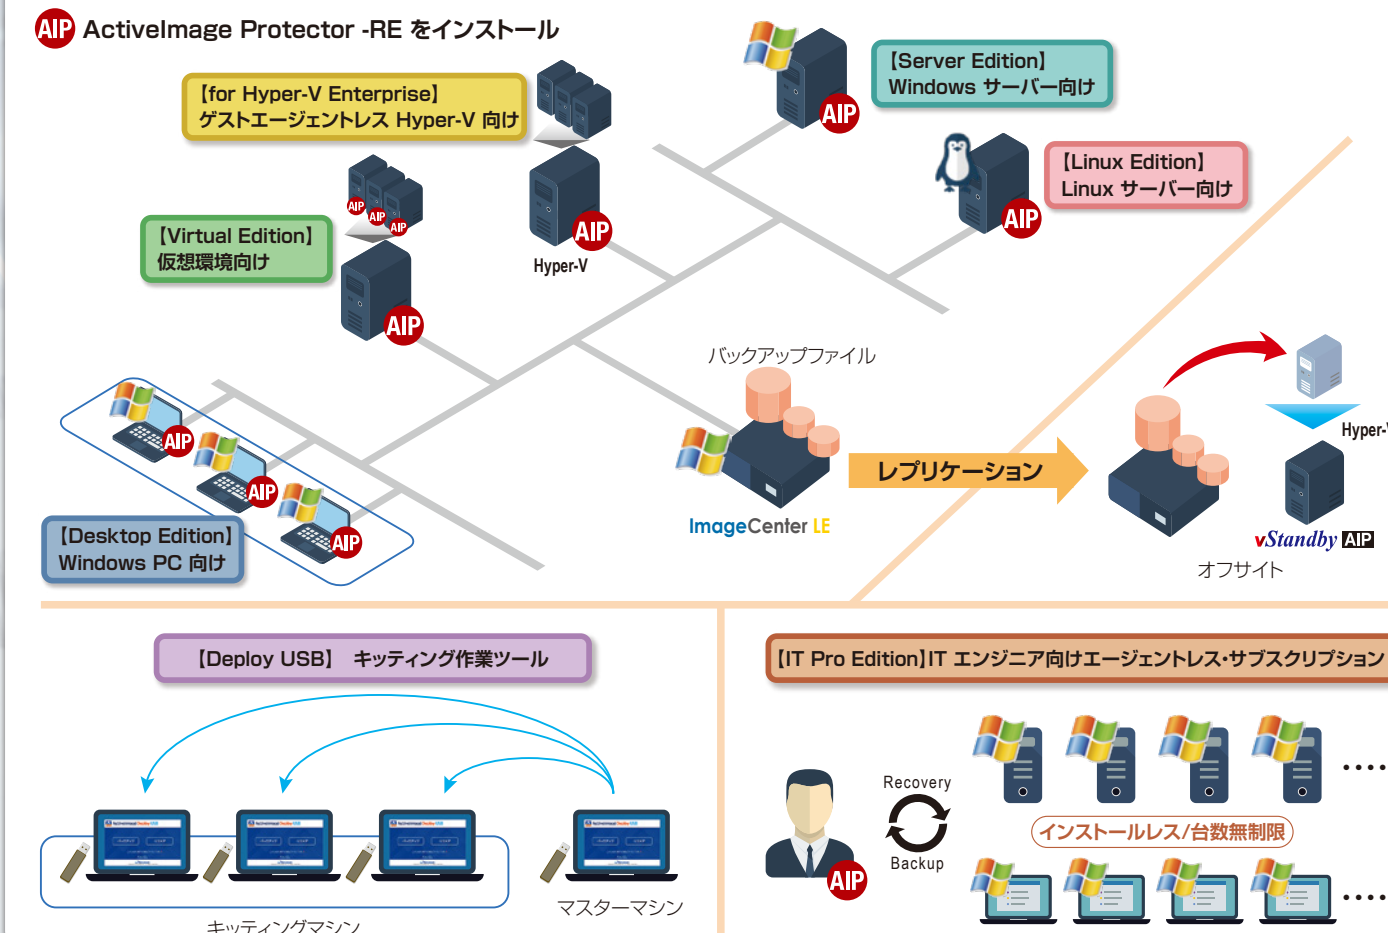 AIP ActiveImage Protector -RE をインストール
【for Hyper-V Enterprise】
ゲストエージェントレス Hyper-V 向け
【Server Edition】
Windows サーバー向け
AIP
【Linux Edition】
Linux サーバー向け
AIP
AIP
AIP
AIP
【Virtual Edition】
仮想環境向け
AIP
Hyper-V
AIP
バックアップファイル
AIP
AIP
AIP
【Desktop Edition】
Windows PC 向け
レプリケーション
ImageCenter LE
Hyper-V
vStandby AIP
オフサイト
【Deploy USB】 キッティング作業ツール
キッティングマシン
マスターマシン
【IT Pro Edition】IT エンジニア向けエージェントレス・サブスクリプション
Recovery
Backup
AIP
インストールレス/台数無制限